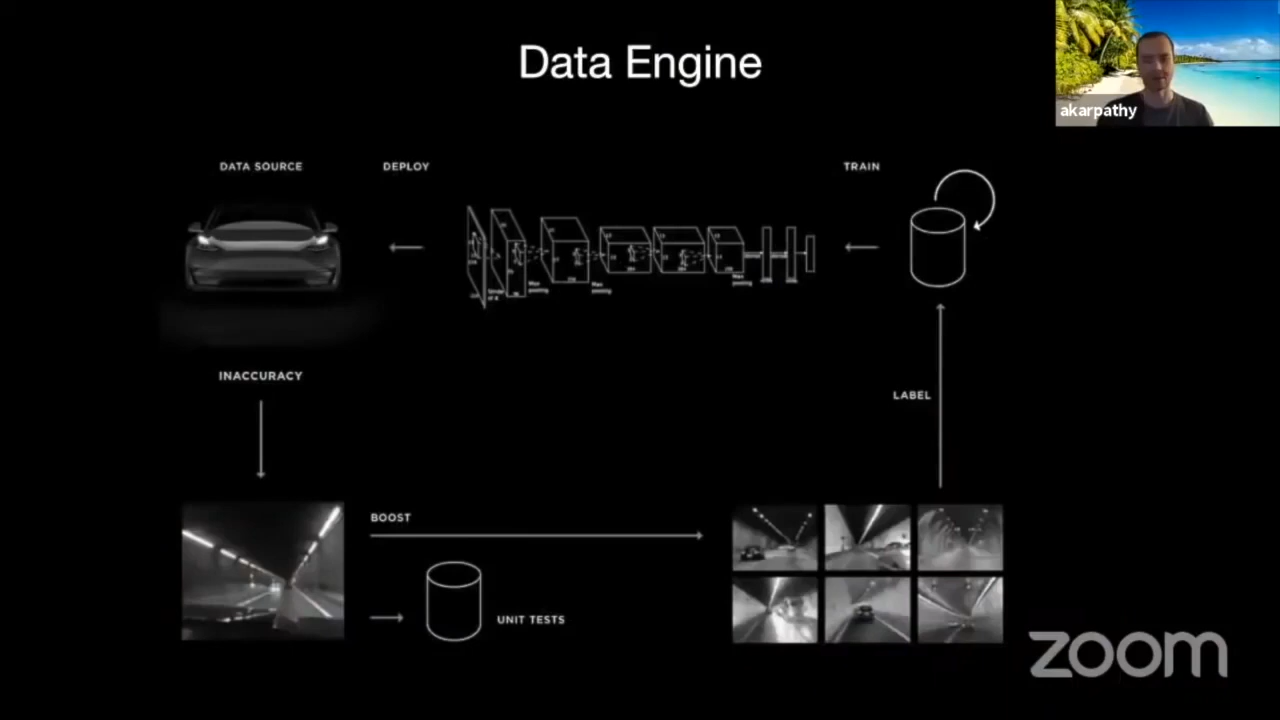 Data Engine
akarpathy
DATA SOURCE
DEPLOY
TRAIN
INACCURACY
LABEL
BOOST
UNIT TESTS
zoom